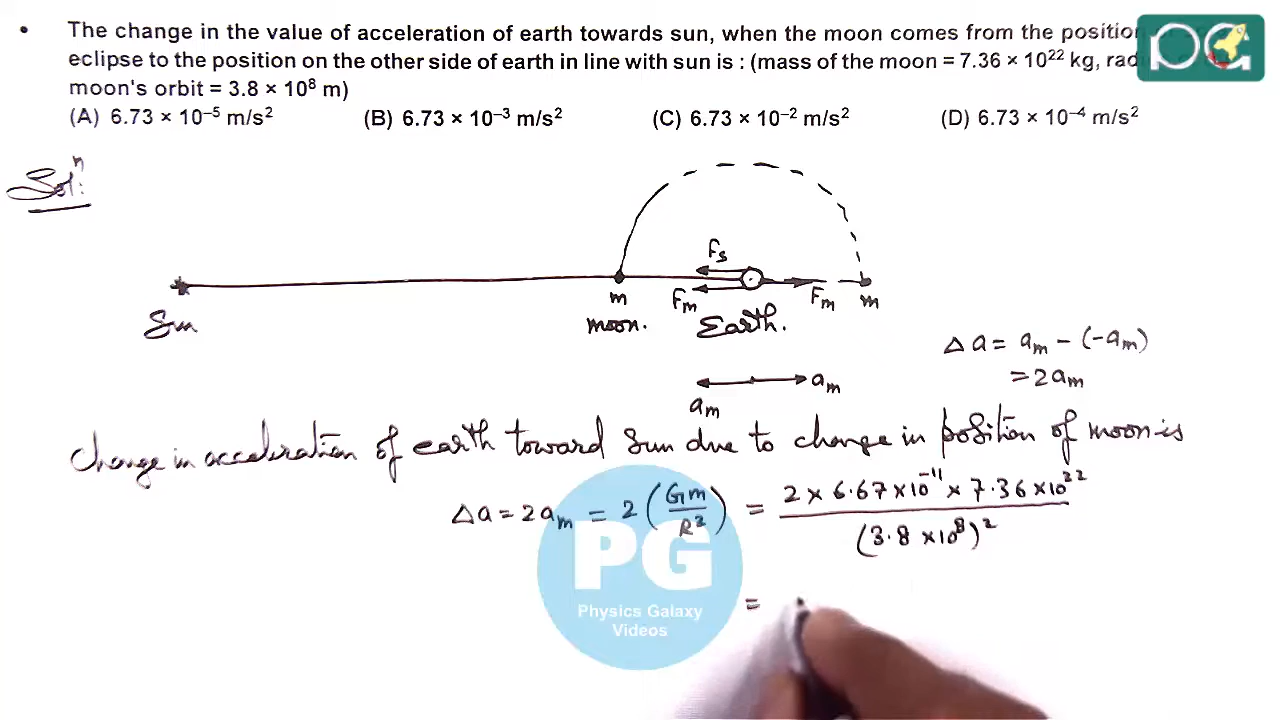 • The change in the value of acceleration of earth towards sun, when the moon comes from the position
eclipse to the position on the other side of earth in line with sun is : (mass of the moon = 7.36 × 10²² kg,
moon's orbit = 3.8 × 10⁸ m)
(A) 6.73 × 10⁻⁵ m/s² (B) 6.73 × 10⁻³ m/s² (C) 6.73 × 10⁻² m/s² (D) 6.73 × 10⁻⁴ m/s²
PG
Solⁿ:
Fs
Fm Fm
m m
Sun moon. Earth.
am am
Δa = am - (-am)
= 2am
Change in acceleration of earth toward Sun due to change in position of moon is
Δa = 2am = 2 (Gm/R²) = 2 × 6.67 × 10⁻¹¹ × 7.36 × 10²² / (3.8 × 10⁸)²
=
PG
Physics Galaxy
Videos